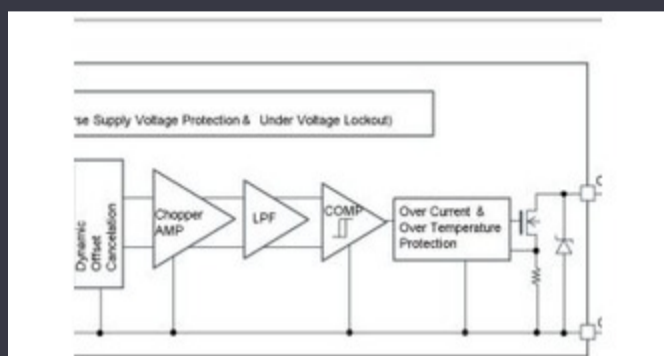 se Supply Voltage Protection & Under Voltage Lockout)
Dynamic
Offset
Cancelation
Chopper
AMP
LPF
COMP
Over Current &
Over Temperature
Protection